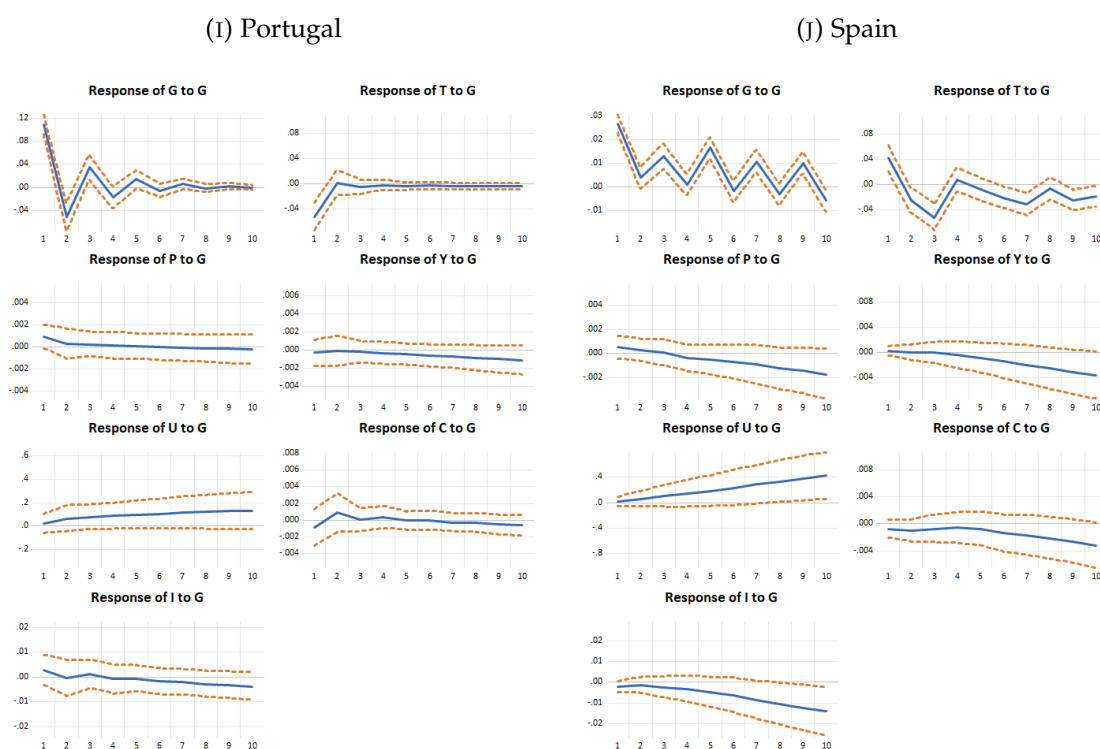 (I) Portugal
(J) Spain
Response of G to G
.12
.08
.04
.00
-.04
1 2 3 4 5 6 7 8 9 10
Response of T to G
.08
.04
.00
-.04
1 2 3 4 5 6 7 8 9 10
Response of G to G
.03
.02
.01
.00
-.01
1 2 3 4 5 6 7 8 9 10
Response of T to G
.08
.04
.00
-.04
1 2 3 4 5 6 7 8 9 10
Response of P to G
.004
.002
.000
-.002
-.004
1 2 3 4 5 6 7 8 9 10
Response of Y to G
.006
.004
.002
.000
-.002
-.004
1 2 3 4 5 6 7 8 9 10
Response of P to G
.004
.002
.000
-.002
1 2 3 4 5 6 7 8 9 10
Response of Y to G
.008
.004
.000
-.004
1 2 3 4 5 6 7 8 9 10
Response of U to G
.6
.4
.2
.0
-.2
1 2 3 4 5 6 7 8 9 10
Response of C to G
.008
.006
.004
.002
.000
-.002
-.004
1 2 3 4 5 6 7 8 9 10
Response of U to G
.4
.0
-.4
-.8
1 2 3 4 5 6 7 8 9 10
Response of C to G
.008
.004
.000
-.004
1 2 3 4 5 6 7 8 9 10
Response of I to G
.02
.01
.00
-.01
-.02
1 2 3 4 5 6 7 8 9 10
Response of I to G
.02
.01
.00
-.01
-.02
1 2 3 4 5 6 7 8 9 10